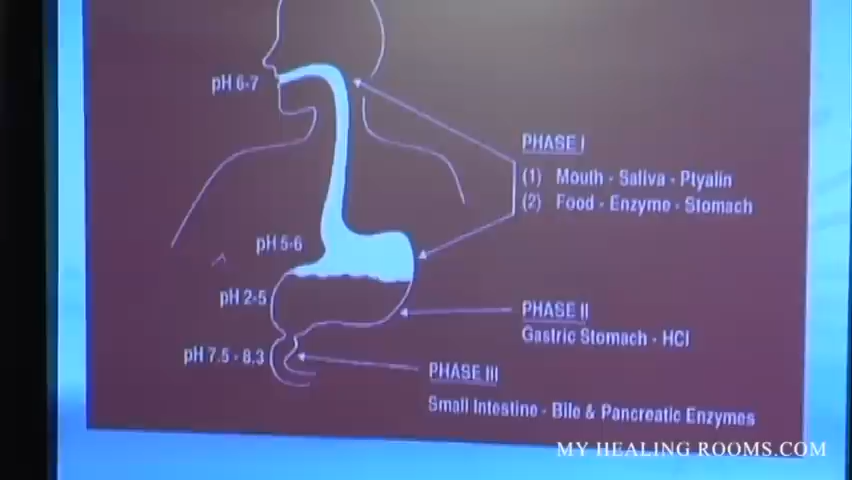 pH 6-7
PHASE I
(1) Mouth - Saliva - Ptyalin
(2) Food - Enzyme - Stomach
pH 5-6
pH 2-5
PHASE II
Gastric Stomach - HCl
pH 7.5 - 8.3
PHASE III
Small Intestine - Bile & Pancreatic Enzymes
MY HEALING ROOMS.COM